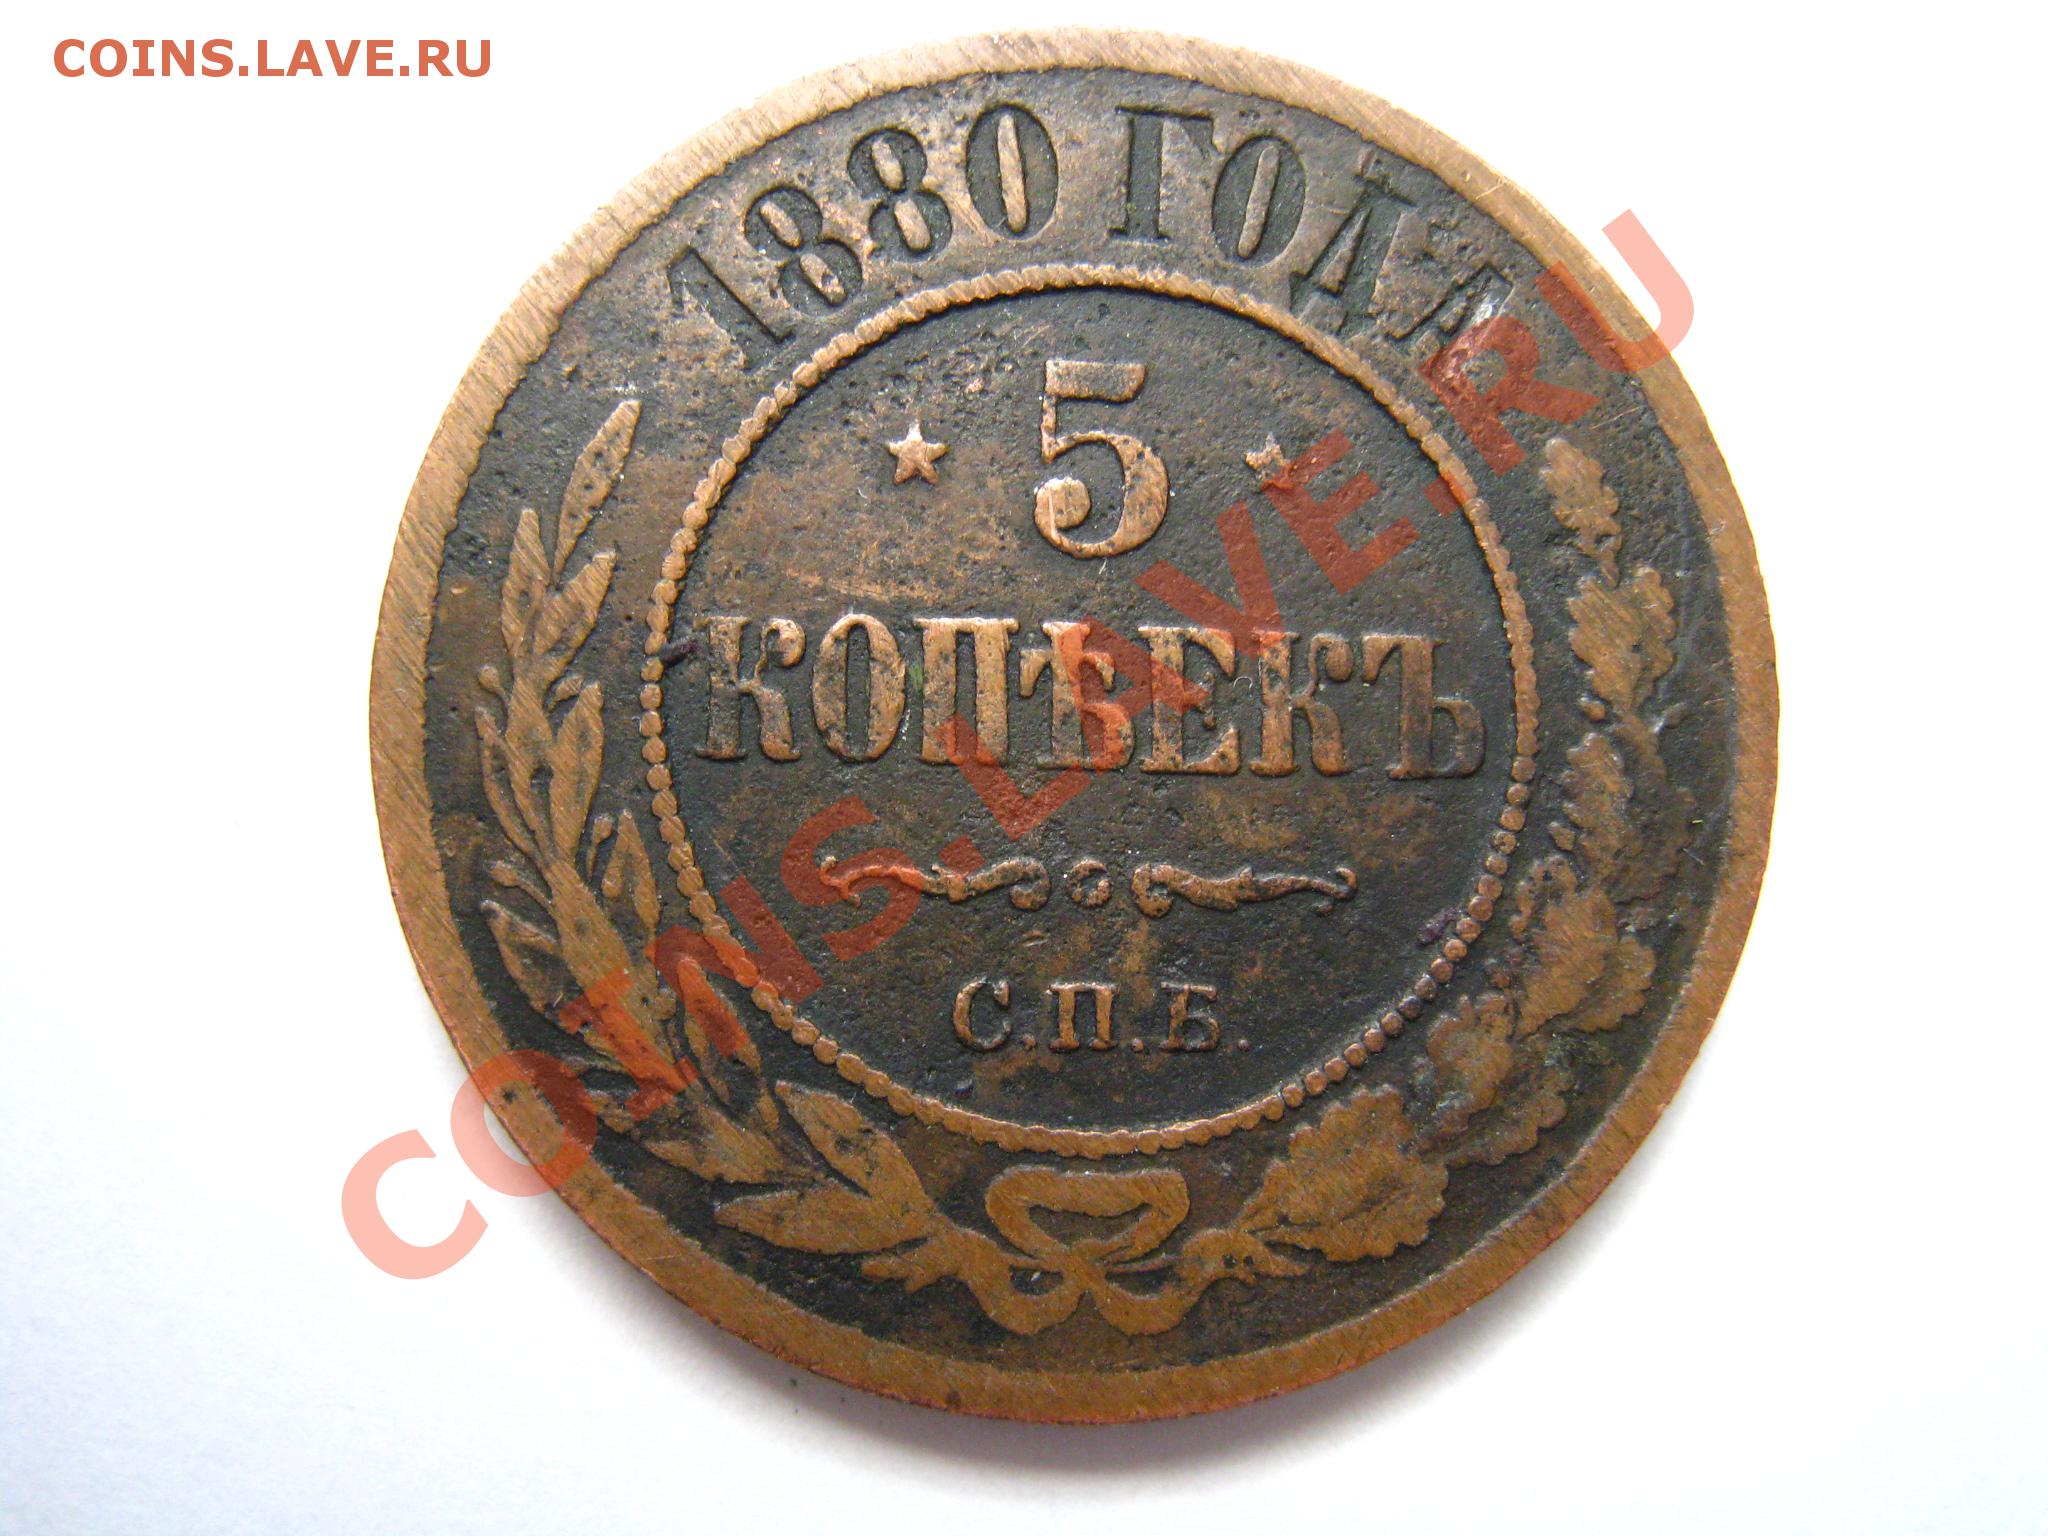 COINS.LAVE.RU
1880 ГОДА
5
КОПѢЕКЪ
С.П.Б.
COINS.LAVE.RU